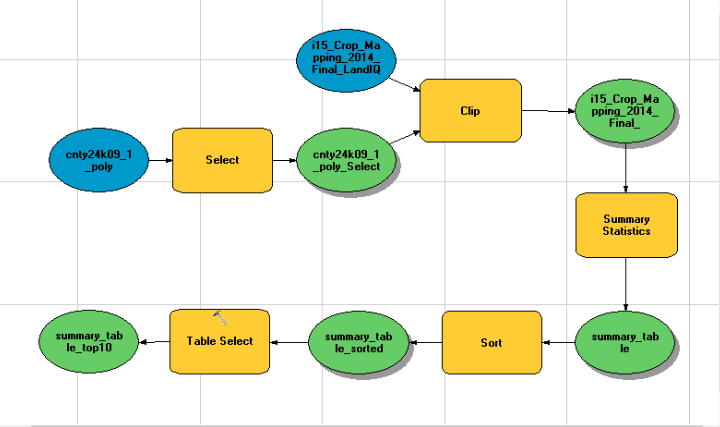 i15_Crop_Ma
pping_2014_
Final_LandIQ
Clip
i15_Crop_Ma
pping_2014_
Final_
cnty24k09_1
_poly
Select
cnty24k09_1
_poly_Select
Summary
Statistics
summary_tab
le_top10
Table Select
summary_tab
le_sorted
Sort
summary_tab
le